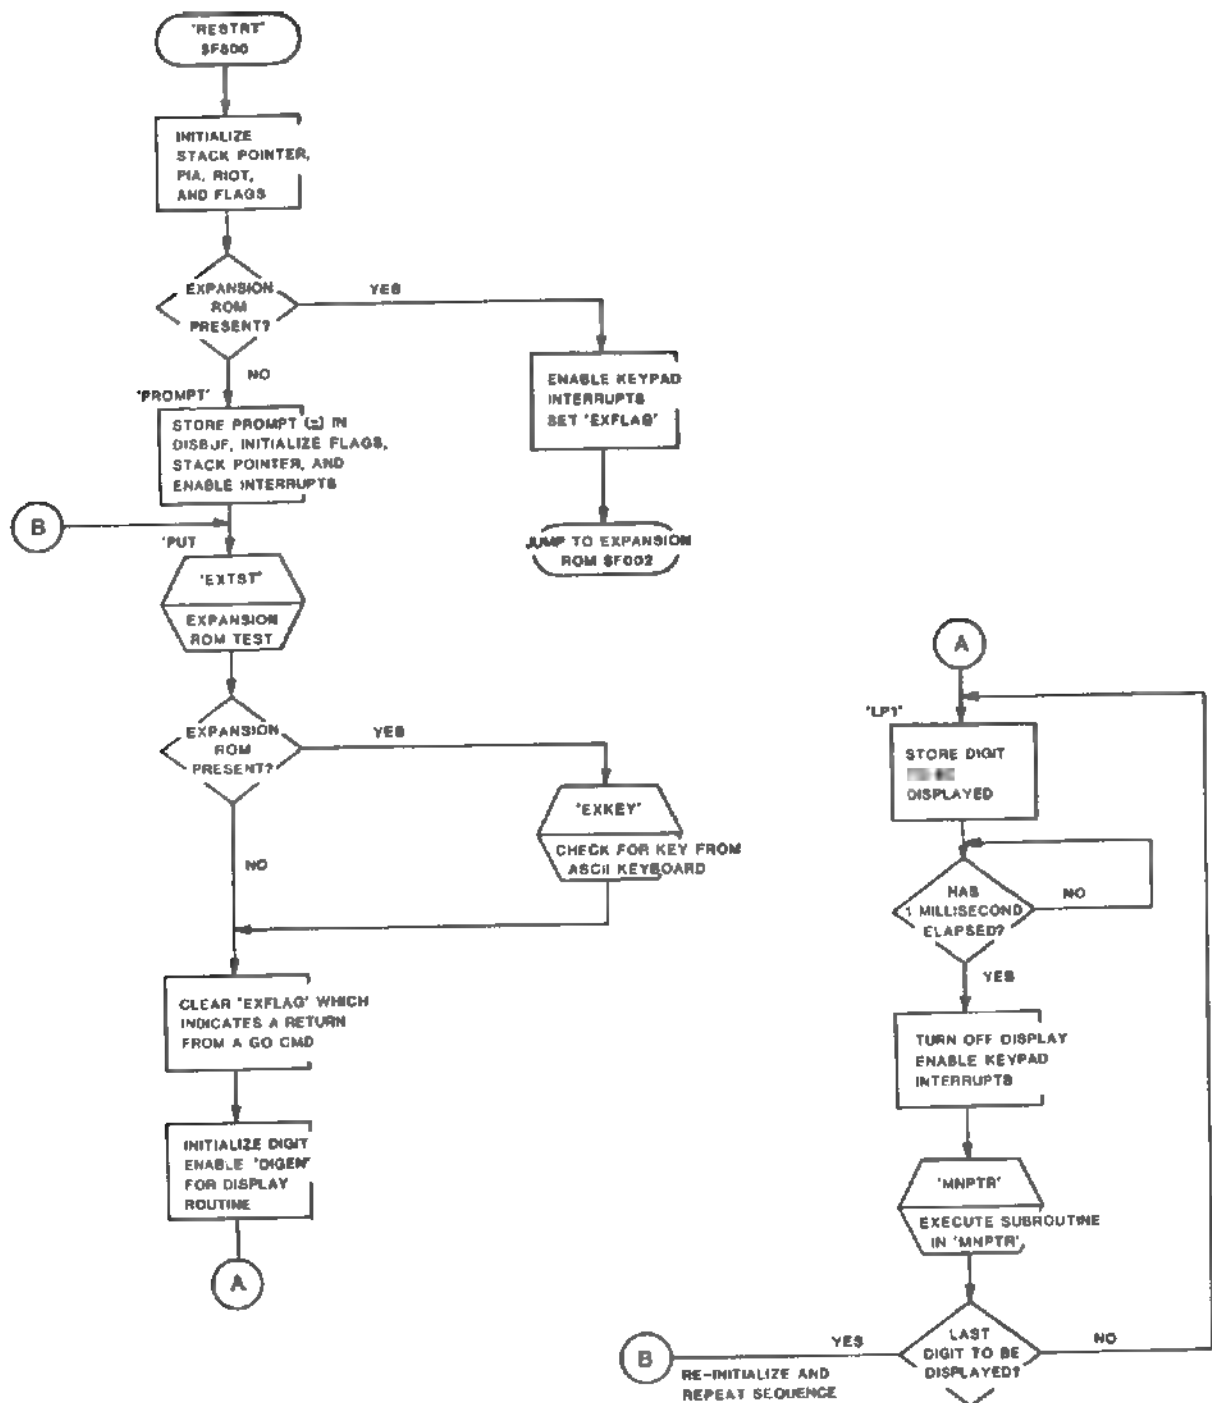 "RESTRT"
$F800
INITIALIZE
STACK POINTER,
PIA, RIOT,
AND FLAGS
EXPANSION
ROM
PRESENT?
YES
NO
ENABLE KEYPAD
INTERRUPTS
SET 'EXFLAG'
JUMP TO EXPANSION
ROM $F002
'PROMPT'
STORE PROMPT (=) IN
DISBUF, INITIALIZE FLAGS,
STACK POINTER, AND
ENABLE INTERRUPTS
B
'PUT
'EXTST'
EXPANSION
ROM TEST
EXPANSION
ROM
PRESENT?
YES
NO
'EXKEY'
CHECK FOR KEY FROM
ASCII KEYBOARD
CLEAR 'EXFLAG' WHICH
INDICATES A RETURN
FROM A GO CMD
INITIALIZE DIGIT
ENABLE 'DIGEN'
FOR DISPLAY
ROUTINE
A
A
'LP1'
STORE DIGIT
DISPLAYED
HAS
1 MILLISECOND
ELAPSED?
NO
YES
TURN OFF DISPLAY
ENABLE KEYPAD
INTERRUPTS
'MNPTR'
EXECUTE SUBROUTINE
IN 'MNPTR'
LAST
DIGIT TO BE
DISPLAYED?
NO
YES
B
RE-INITIALIZE AND
REPEAT SEQUENCE